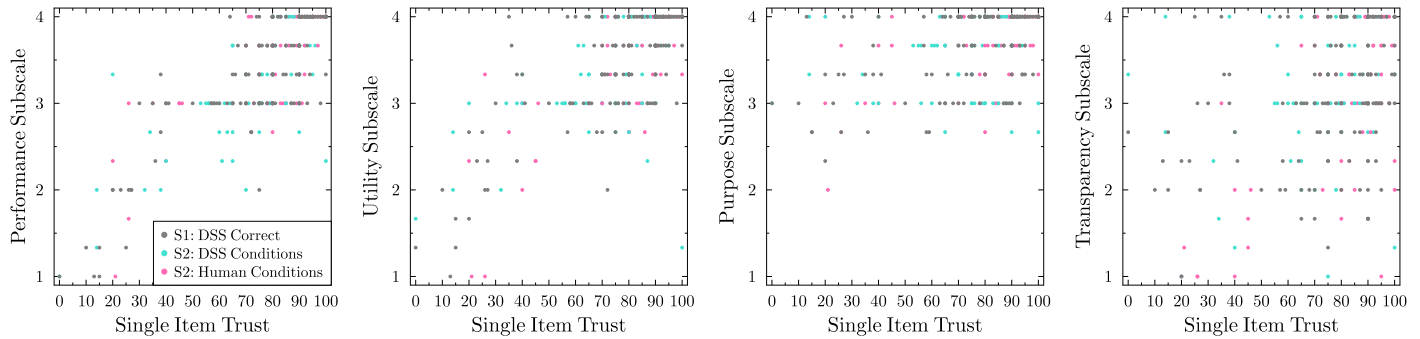 Performance Subscale
4
3
2
1
S1: DSS Correct
S2: DSS Conditions
S2: Human Conditions
0 10 20 30 40 50 60 70 80 90 100
Single Item Trust
Utility Subscale
4
3
2
1
0 10 20 30 40 50 60 70 80 90 100
Single Item Trust
Purpose Subscale
4
3
2
1
0 10 20 30 40 50 60 70 80 90 100
Single Item Trust
Transparency Subscale
4
3
2
1
0 10 20 30 40 50 60 70 80 90 100
Single Item Trust